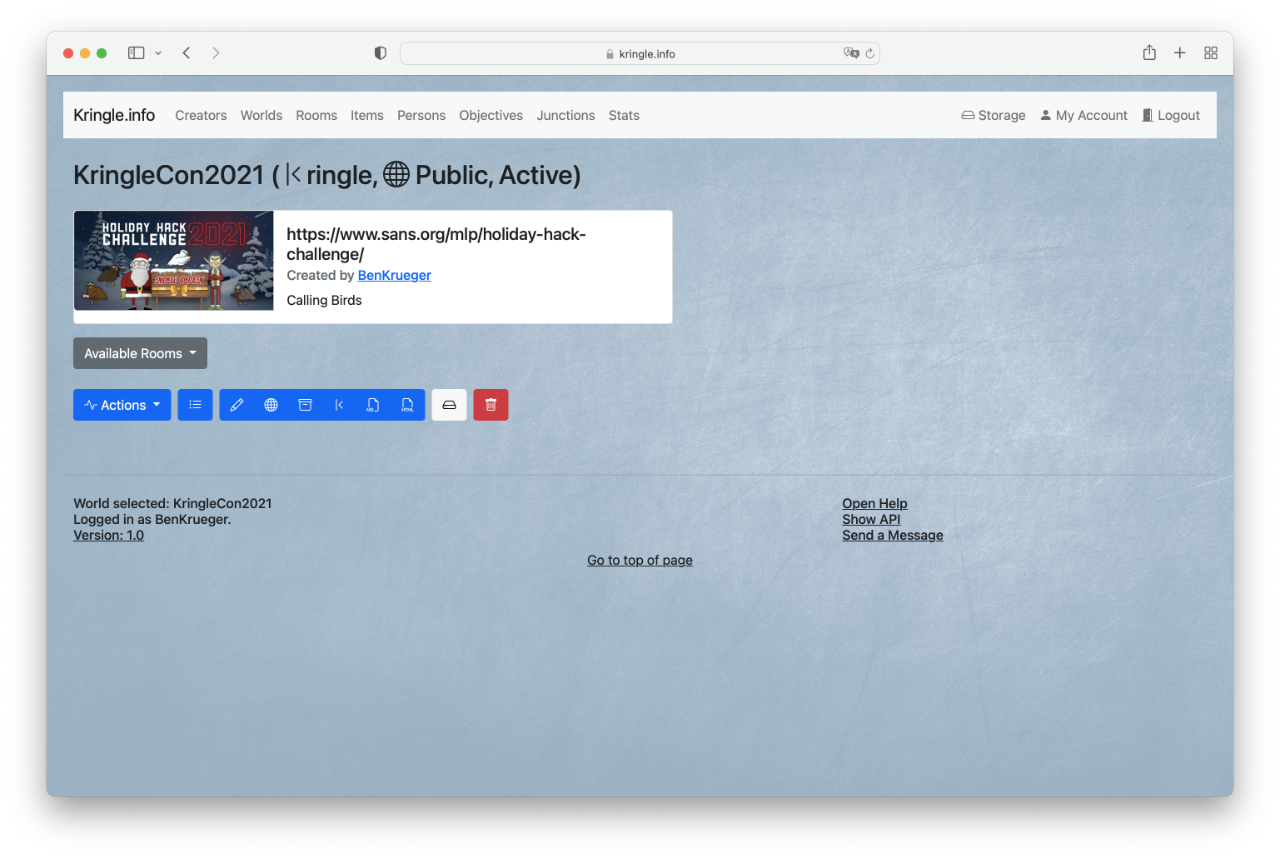 kringle.info
Kringle.info Creators Worlds Rooms Items Persons Objectives Junctions Stats Storage My Account Logout
KringleCon2021 (ringle, Public, Active)
HOLIDAY HACK
CHALLENGE 2021
https://www.sans.org/mlp/holiday-hack-
challenge/
Created by BenKrueger
Calling Birds
Available Rooms
Actions
World selected: KringleCon2021
Logged in as BenKrueger.
Version: 1.0
Open Help
Show API
Send a Message
Go to top of page